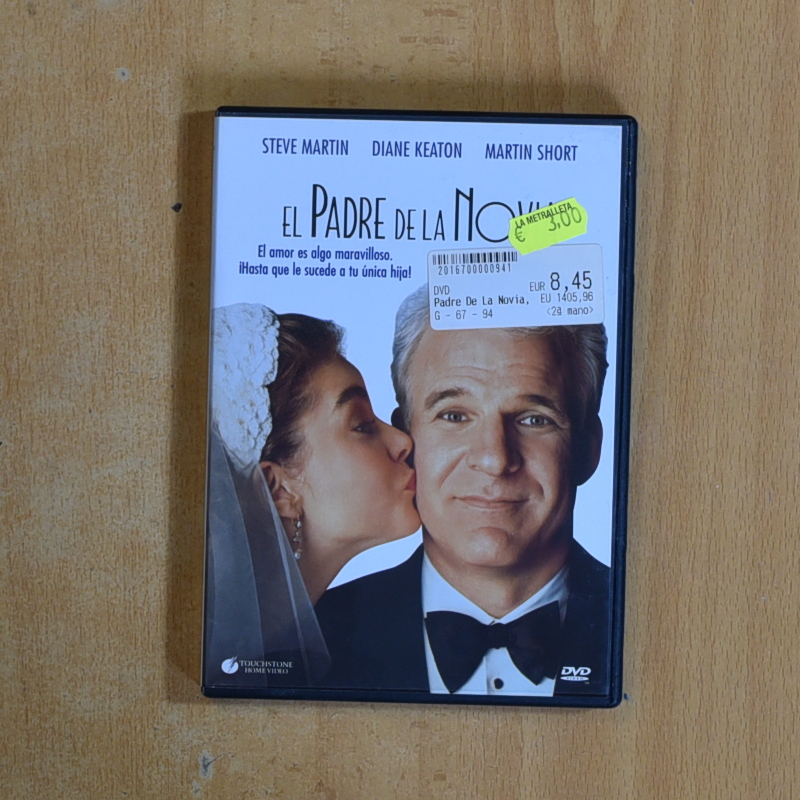 STEVE MARTIN DIANE KEATON MARTIN SHORT
EL PADRE DE LA NOVIA
LA METRALLETA
€ 3,00
El amor es algo maravilloso.
¡Hasta que le sucede a tu única hija!
2016700000941
DVD EUR 8,45
Padre De La Novia, EU 1405,96
G - 67 - 94 <2ª mano>
TOUCHSTONE
HOME VIDEO
DVD
VIDEO